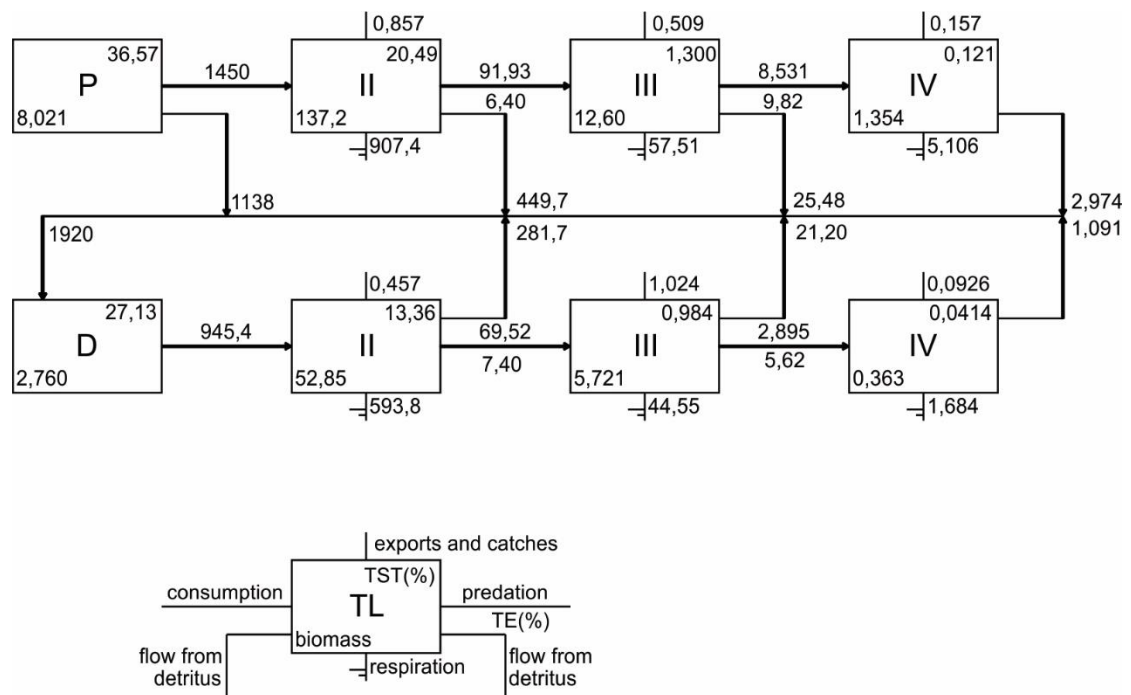 0,857 0,509 0,157
36,57 20,49 1,300 0,121
P 1450 II 91,93 III 8,531 IV
6,40 9,82
8,021 137,2 12,60 1,354
907,4 57,51 5,106
1138 449,7 25,48 2,974
1920 281,7 21,20 1,091
0,457 1,024 0,0926
27,13 13,36 0,984 0,0414
D 945,4 II 69,52 III 2,895 IV
7,40 5,62
2,760 52,85 5,721 0,363
593,8 44,55 1,684
exports and catches
TST(%)
consumption TL predation
TE(%)
biomass
flow from respiration flow from
detritus detritus